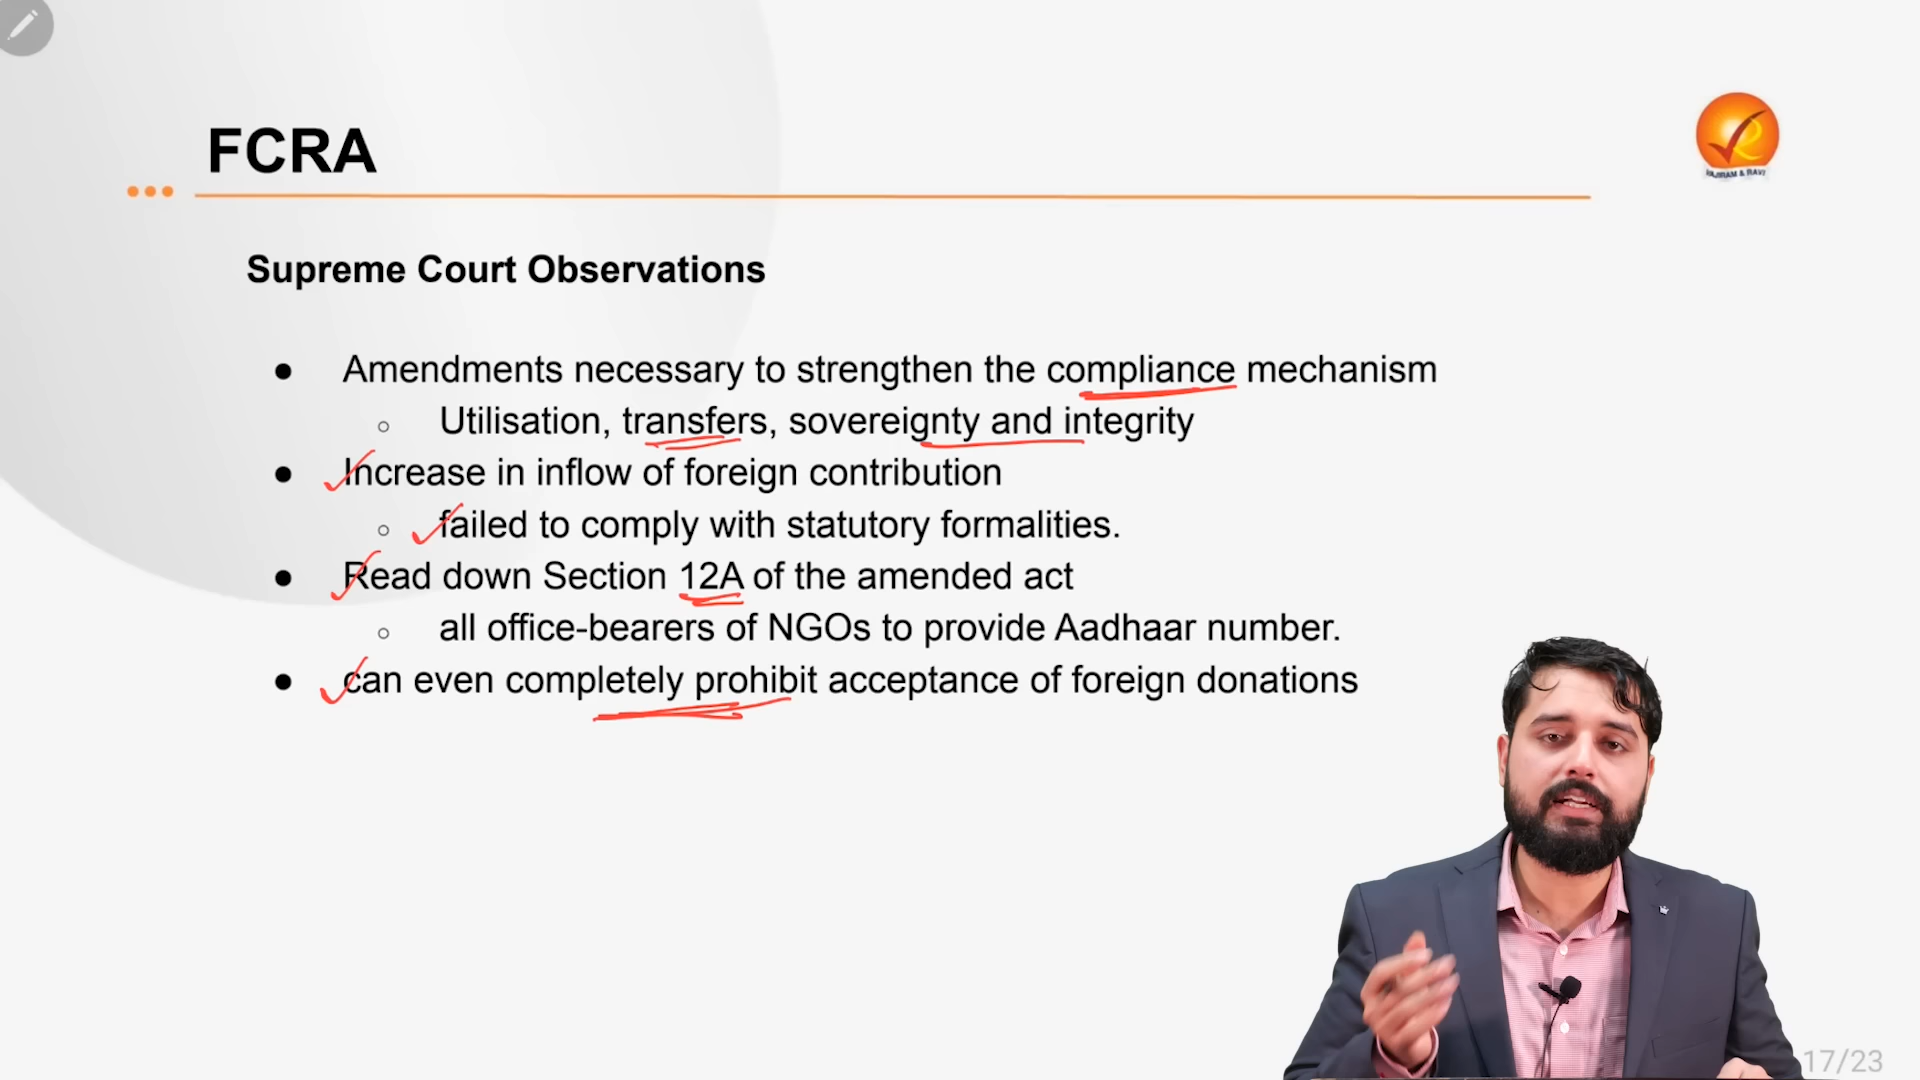 FCRA
VAJIRAM & RAVI
Supreme Court Observations
● Amendments necessary to strengthen the compliance mechanism
○ Utilisation, transfers, sovereignty and integrity
● Increase in inflow of foreign contribution
○ failed to comply with statutory formalities.
● Read down Section 12A of the amended act
○ all office-bearers of NGOs to provide Aadhaar number.
● can even completely prohibit acceptance of foreign donations
17/23